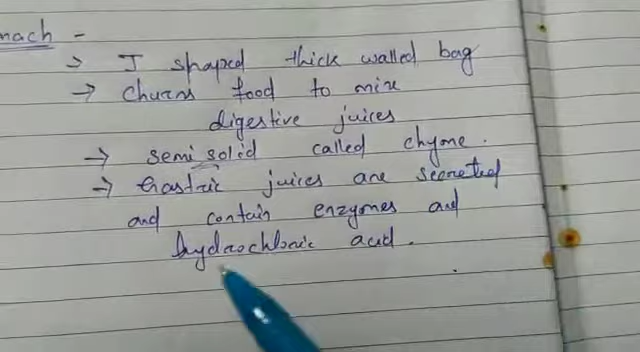 mach -
→ J shaped thick walled bag
→ Churns food to mix
digestive juices
→ semi solid called chyme.
→ Gastric juices are secreted
and contain enzymes and
hydrochloric acid.